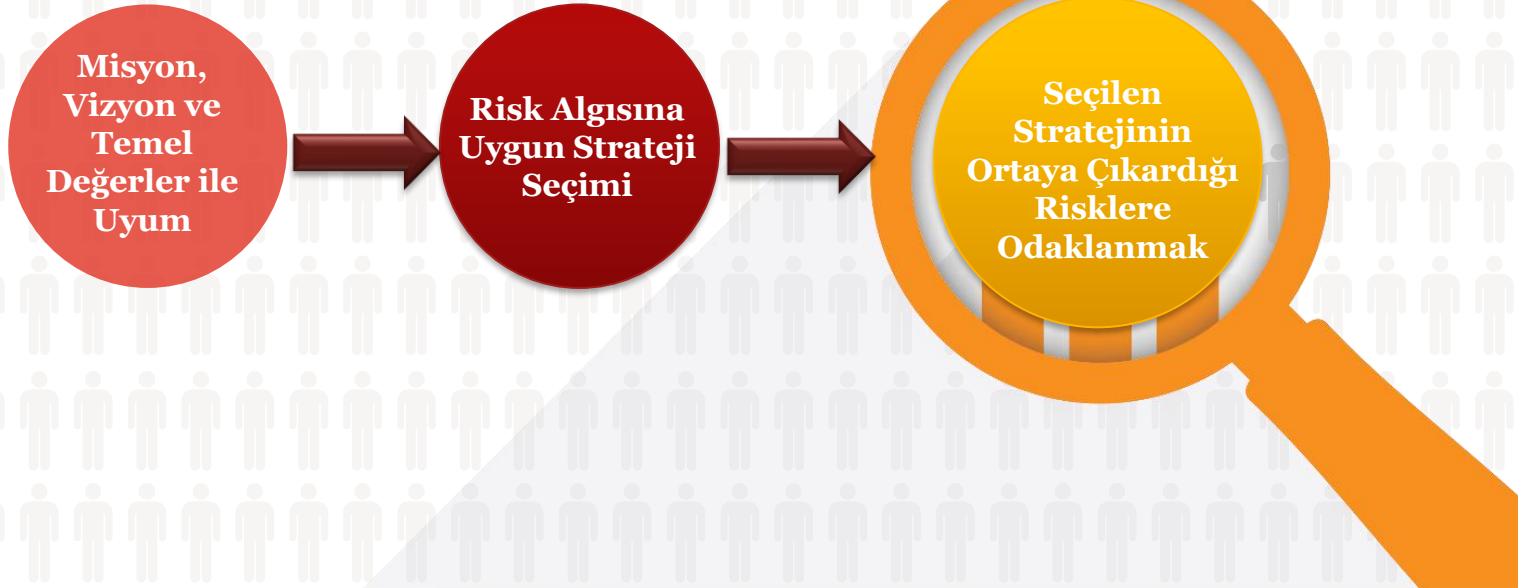 Misyon,
Vizyon ve
Temel
Değerler ile
Uyum
Risk Algısına
Uygun Strateji
Seçimi
Seçilen
Stratejinin
Ortaya Çıkardığı
Risklere
Odaklanmak